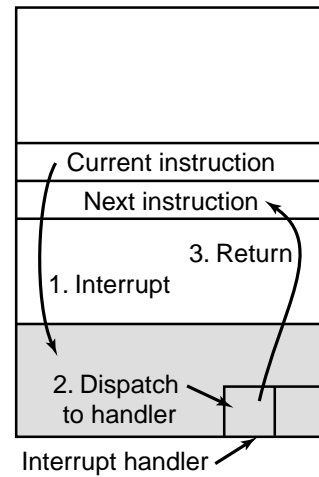 Current instruction
Next instruction
3. Return
1. Interrupt
2. Dispatch
to handler
Interrupt handler